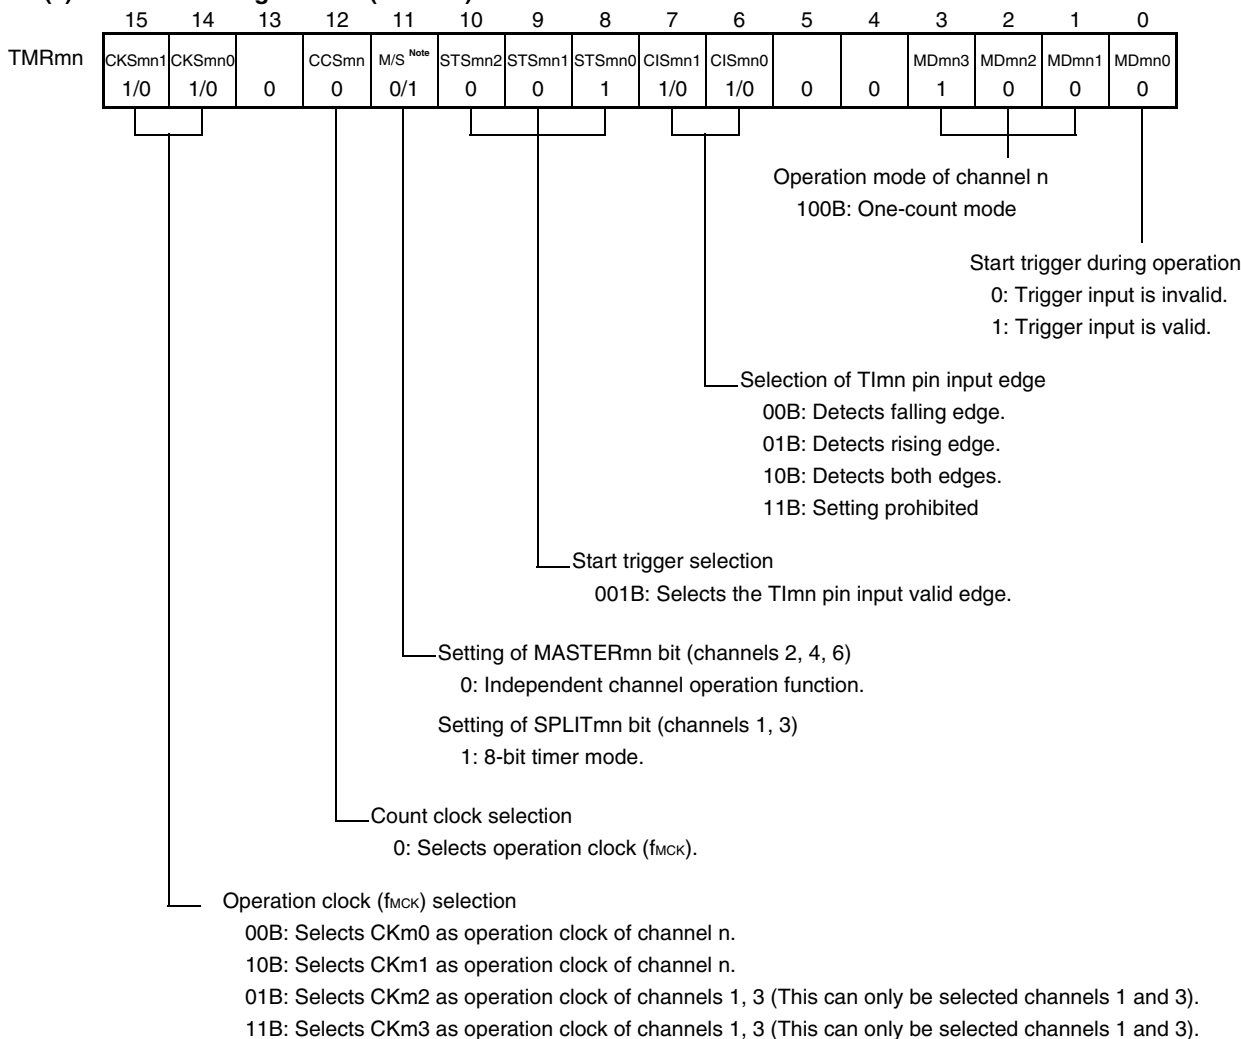 15 14 13 12 11 10 9 8 7 6 5 4 3 2 1 0
TMRmn CKSmn1 CKSmn0 CCSmn M/S Note STSmn2 STSmn1 STSmn0 CISmn1 CISmn0 MDmn3 MDmn2 MDmn1 MDmn0
1/0 1/0 0 0 0/1 0 0 1 1/0 1/0 0 0 1 0 0 0
Operation mode of channel n
100B: One-count mode
Start trigger during operation
0: Trigger input is invalid.
1: Trigger input is valid.
Selection of TImn pin input edge
00B: Detects falling edge.
01B: Detects rising edge.
10B: Detects both edges.
11B: Setting prohibited
Start trigger selection
001B: Selects the TImn pin input valid edge.
Setting of MASTERmn bit (channels 2, 4, 6)
0: Independent channel operation function.
Setting of SPLITmn bit (channels 1, 3)
1: 8-bit timer mode.
Count clock selection
0: Selects operation clock (fMCK).
Operation clock (fMCK) selection
00B: Selects CKm0 as operation clock of channel n.
10B: Selects CKm1 as operation clock of channel n.
01B: Selects CKm2 as operation clock of channels 1, 3 (This can only be selected channels 1 and 3).
11B: Selects CKm3 as operation clock of channels 1, 3 (This can only be selected channels 1 and 3).